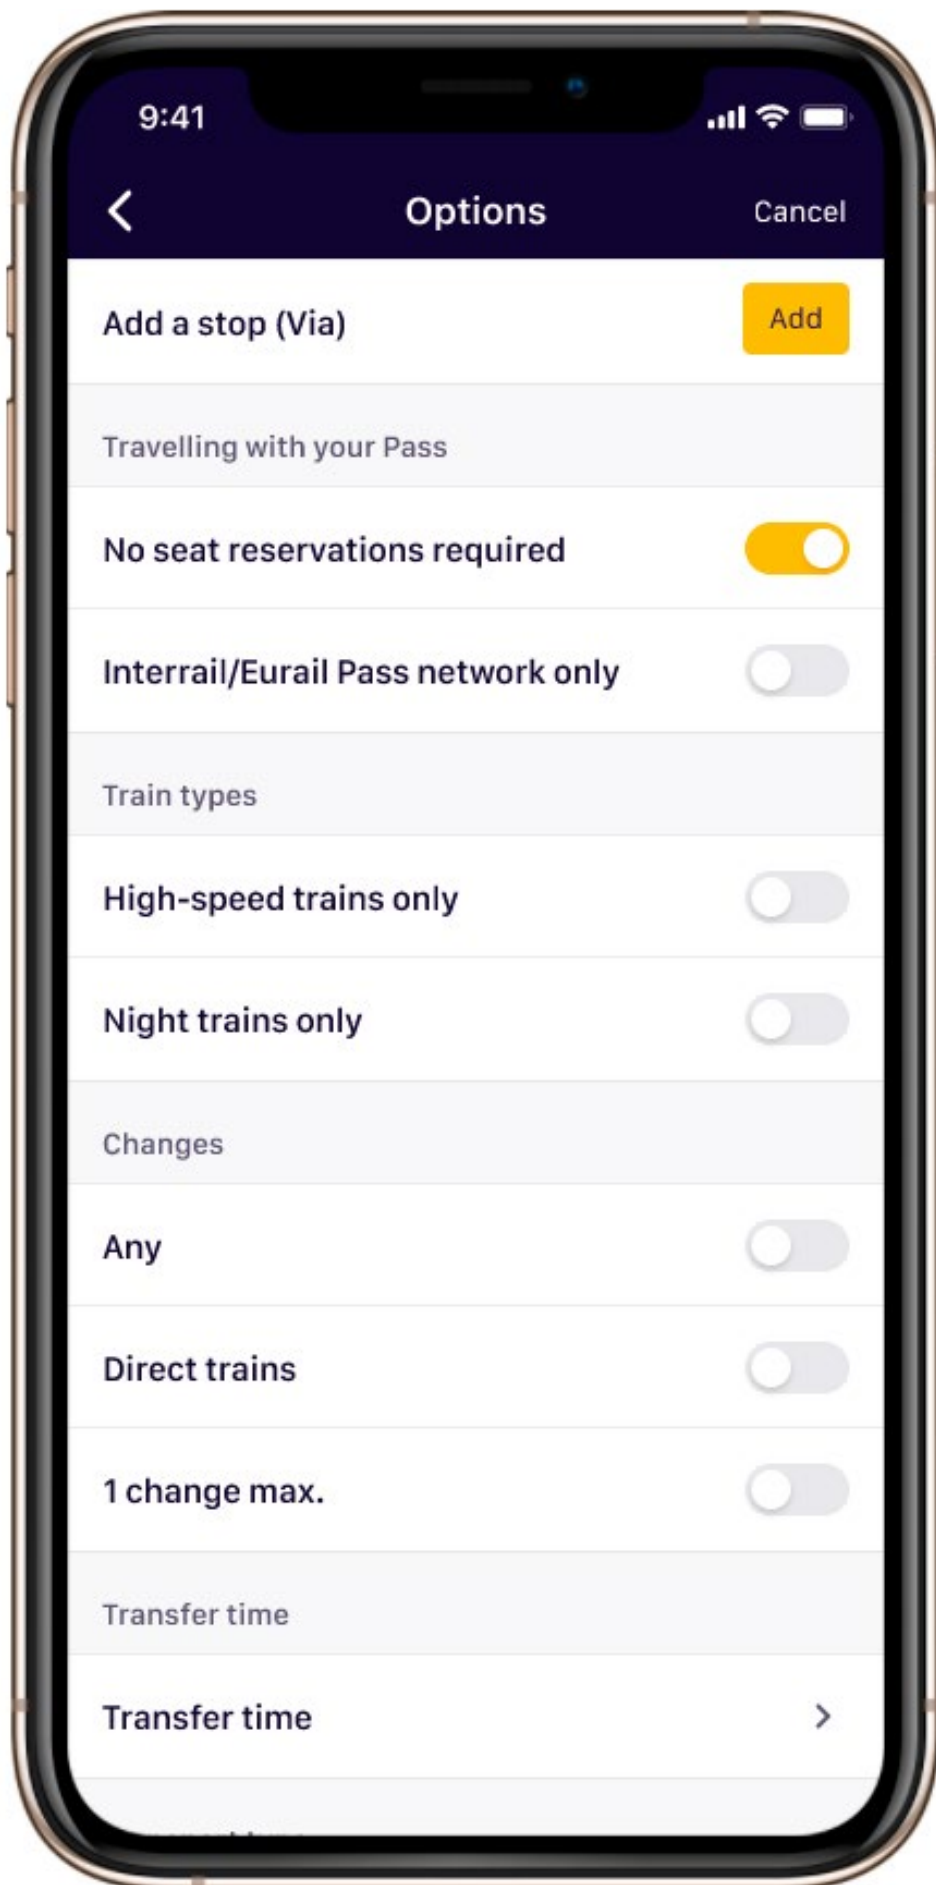 9:41
Options
Cancel
Add a stop (Via)
Add
Travelling with your Pass
No seat reservations required
Interrail/Eurail Pass network only
Train types
High-speed trains only
Night trains only
Changes
Any
Direct trains
1 change max.
Transfer time
Transfer time